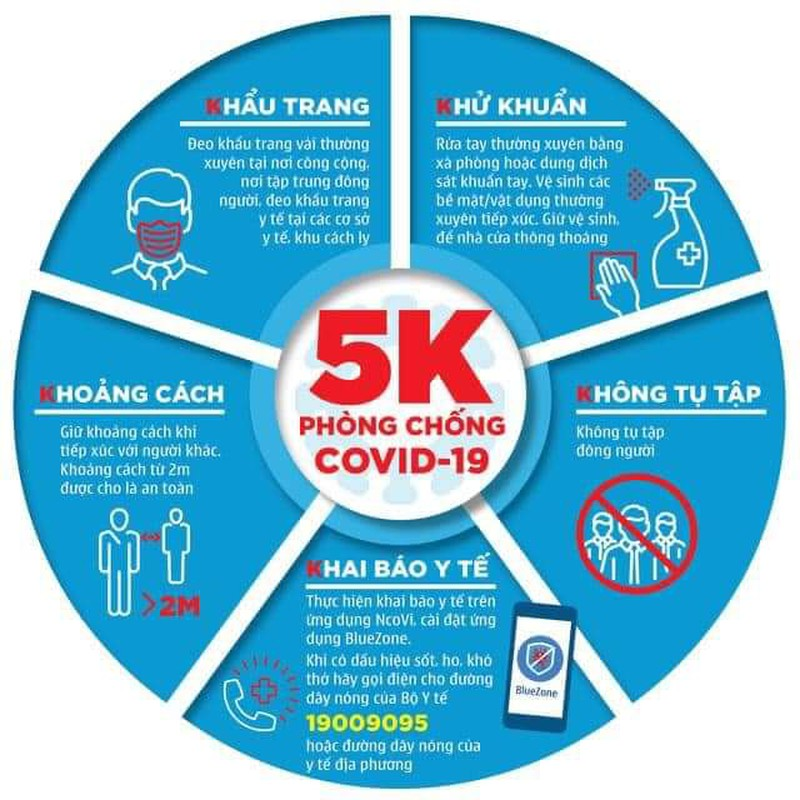 KHẨU TRANG
Đeo khẩu trang vải thường
xuyên tại nơi công cộng,
nơi tập trung đông
người, đeo khẩu trang
y tế tại các cơ sở
y tế, khu cách ly
KHỬ KHUẨN
Rửa tay thường xuyên bằng
xà phòng hoặc dung dịch
sát khuẩn tay. Vệ sinh các
bề mặt/vật dụng thường
xuyên tiếp xúc. Giữ vệ sinh,
để nhà cửa thông thoáng
5K
PHÒNG CHỐNG
COVID-19
KHOẢNG CÁCH
Giữ khoảng cách khi
tiếp xúc với người khác.
Khoảng cách từ 2m
được cho là an toàn
>2M
KHÔNG TỤ TẬP
Không tụ tập
đông người
KHAI BÁO Y TẾ
Thực hiện khai báo y tế trên
ứng dụng NcoVi, cài đặt ứng
dụng BlueZone.
Khi có dấu hiệu sốt, ho, khó
thở hãy gọi điện cho đường
dây nóng của Bộ Y tế
19009095
hoặc đường dây nóng của
y tế địa phương
BlueZone